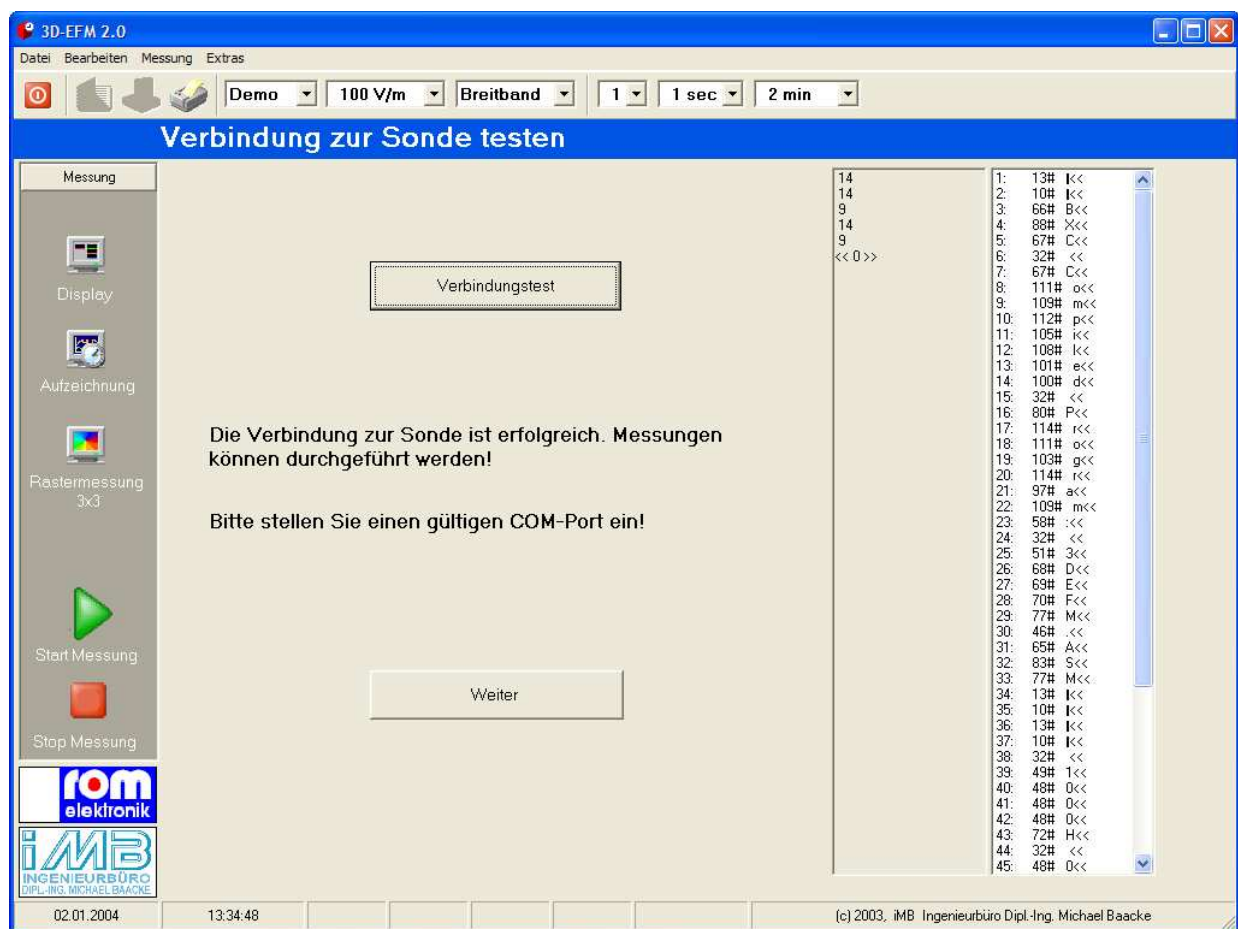 3D-EFM 2.0
Datei Bearbeiten Messung Extras
Demo 100 V/m Breitband 1 1 sec 2 min
Verbindung zur Sonde testen
Messung
Display
Aufzeichnung
Rastermessung
3x3
Start Messung
Stop Messung
rom
elektronik
iMB
INGENIEURBÜRO
DIPL.-ING. MICHAEL BAACKE
Verbindungstest
Die Verbindung zur Sonde ist erfolgreich. Messungen
können durchgeführt werden!
Bitte stellen Sie einen gültigen COM-Port ein!
Weiter
14
14
9
14
9
<< 0 >>
1: 13# |<<
2: 10# |<<
3: 66# B<<
4: 88# X<<
5: 67# C<<
6: 32# <<
7: 67# C<<
8: 111# o<<
9: 109# m<<
10: 112# p<<
11: 105# i<<
12: 108# l<<
13: 101# e<<
14: 100# d<<
15: 32# <<
16: 80# P<<
17: 114# r<<
18: 111# o<<
19: 103# g<<
20: 114# r<<
21: 97# a<<
22: 109# m<<
23: 58# :<<
24: 32# <<
25: 51# 3<<
26: 68# D<<
27: 69# E<<
28: 70# F<<
29: 77# M<<
30: 46# .<<
31: 65# A<<
32: 83# S<<
33: 77# M<<
34: 13# |<<
35: 10# |<<
36: 13# |<<
37: 10# |<<
38: 32# <<
39: 49# 1<<
40: 48# 0<<
41: 48# 0<<
42: 48# 0<<
43: 72# H<<
44: 32# <<
45: 48# 0<<
02.01.2004 13:34:48 (c) 2003, iMB Ingenieurbüro Dipl.-Ing. Michael Baacke